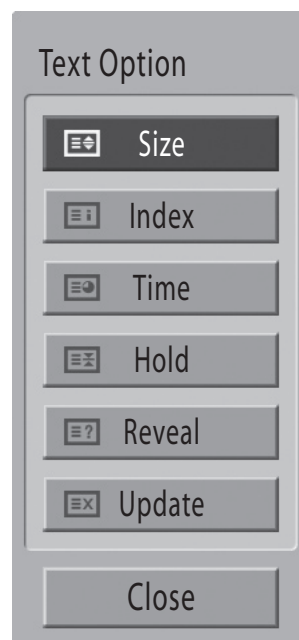 Text Option
Size
Index
Time
Hold
Reveal
Update
Close